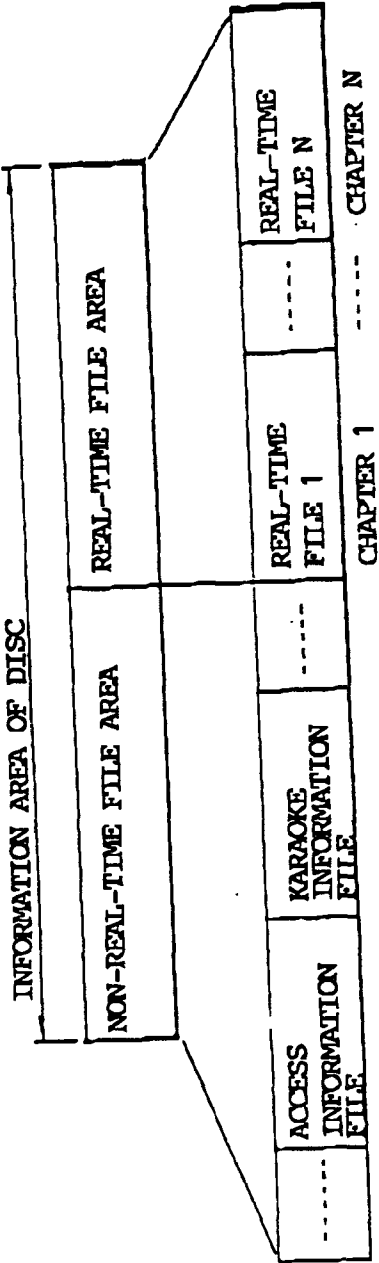 INFORMATION AREA OF DISC
NON-REAL-TIME FILE AREA
REAL-TIME FILE AREA
------
ACCESS
INFORMATION
FILE
KARAOKE
INFORMATION
FILE
-----
REAL-TIME
FILE 1
-----
REAL-TIME
FILE N
CHAPTER 1
-----
CHAPTER N